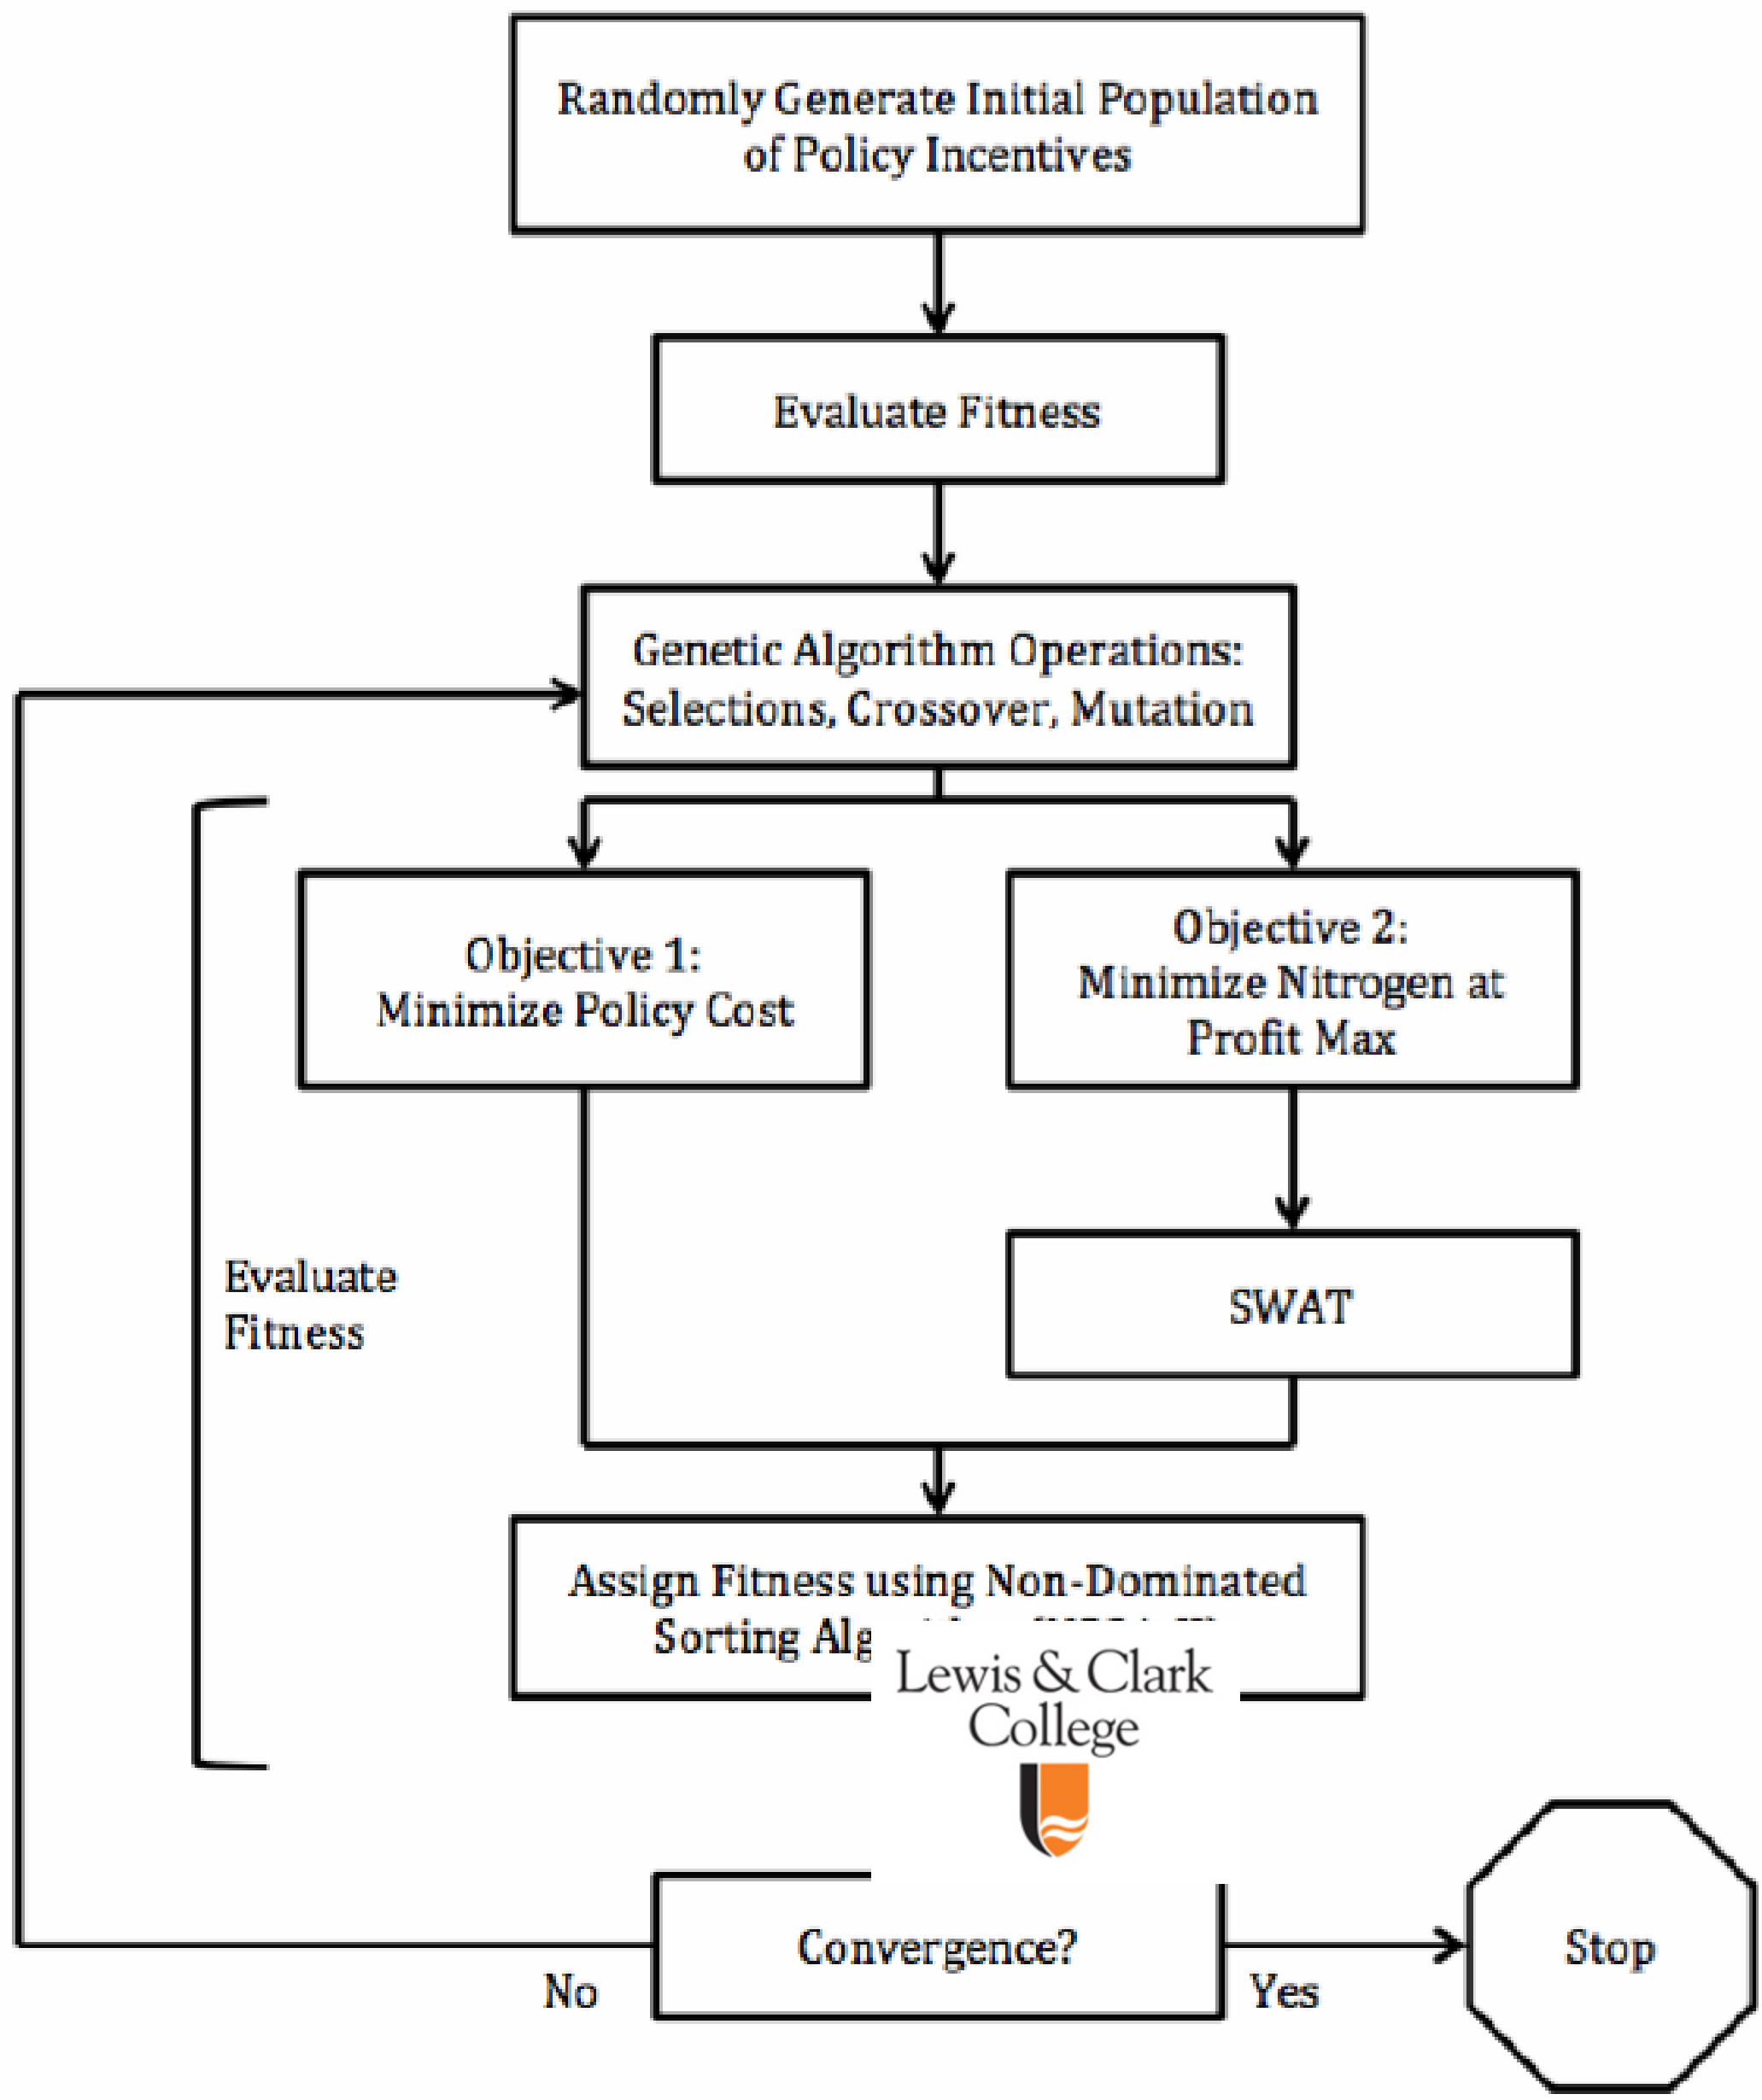 Randomly Generate Initial Population
of Policy Incentives
Evaluate Fitness
Genetic Algorithm Operations:
Selections, Crossover, Mutation
Objective 1:
Minimize Policy Cost
Objective 2:
Minimize Nitrogen at
Profit Max
SWAT
Evaluate
Fitness
Assign Fitness using Non-Dominated
Sorting
Lewis & Clark
College
Convergence?
No
Yes
Stop